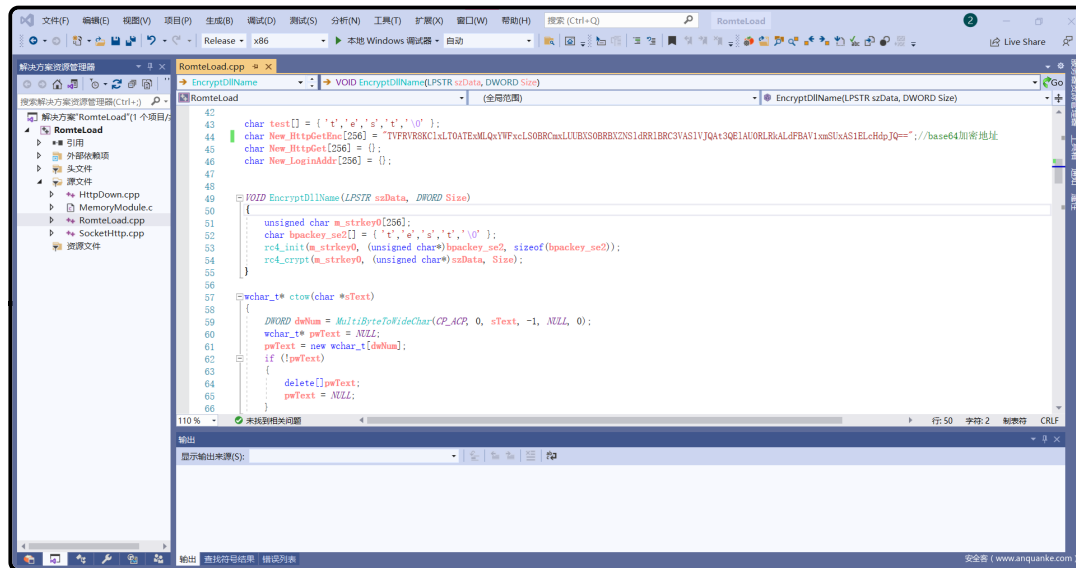 文件(F) 编辑(E) 视图(V) 项目(P) 生成(B) 调试(D) 测试(S) 分析(N) 工具(T) 扩展(X) 窗口(W) 帮助(H) 搜索 (Ctrl+Q) RomteLoad 2
Release x86 本地 Windows 调试器 自动 Live Share
解决方案资源管理器
搜索解决方案资源管理器(Ctrl+;)
解决方案"RomteLoad"(1 个项目/
RomteLoad
引用
外部依赖项
头文件
源文件
HttpDown.cpp
MemoryModule.c
RomteLoad.cpp
SocketHttp.cpp
资源文件
RomteLoad.cpp
EncryptDllName VOID EncryptDllName(LPSTR szData, DWORD Size) Go
RomteLoad (全局范围) EncryptDllName(LPSTR szData, DWORD Size)
42
43 char test[] = { 't','e','s','t','\0' };
44 char New_HttpGetEnc[256] = ";//base64加密地址
45 char New_HttpGet[256] = {};
46 char New_LoginAddr[256] = {};
47
48
49 VOID EncryptDllName(LPSTR szData, DWORD Size)
50 {
51 unsigned char m_strkey0[256];
52 char bpackey_se2[] = { 't','e','s','t','\0' };
53 rc4_init(m_strkey0, (unsigned char*)bpackey_se2, sizeof(bpackey_se2));
54 rc4_crypt(m_strkey0, (unsigned char*)szData, Size);
55 }
56
57 wchar_t* ctow(char *sText)
58 {
59 DWORD dwNum = MultiByteToWideChar(CP_ACP, 0, sText, -1, NULL, 0);
60 wchar_t* pwText = NULL;
61 pwText = new wchar_t[dwNum];
62 if (!pwText)
63 {
64 delete[]pwText;
65 pwText = NULL;
66 }
110 % 未找到相关问题 行: 50 字符: 2 制表符 CRLF
输出
显示输出来源(S):
输出 查找符号结果 错误列表
安全客 ( www.anquanke.com )